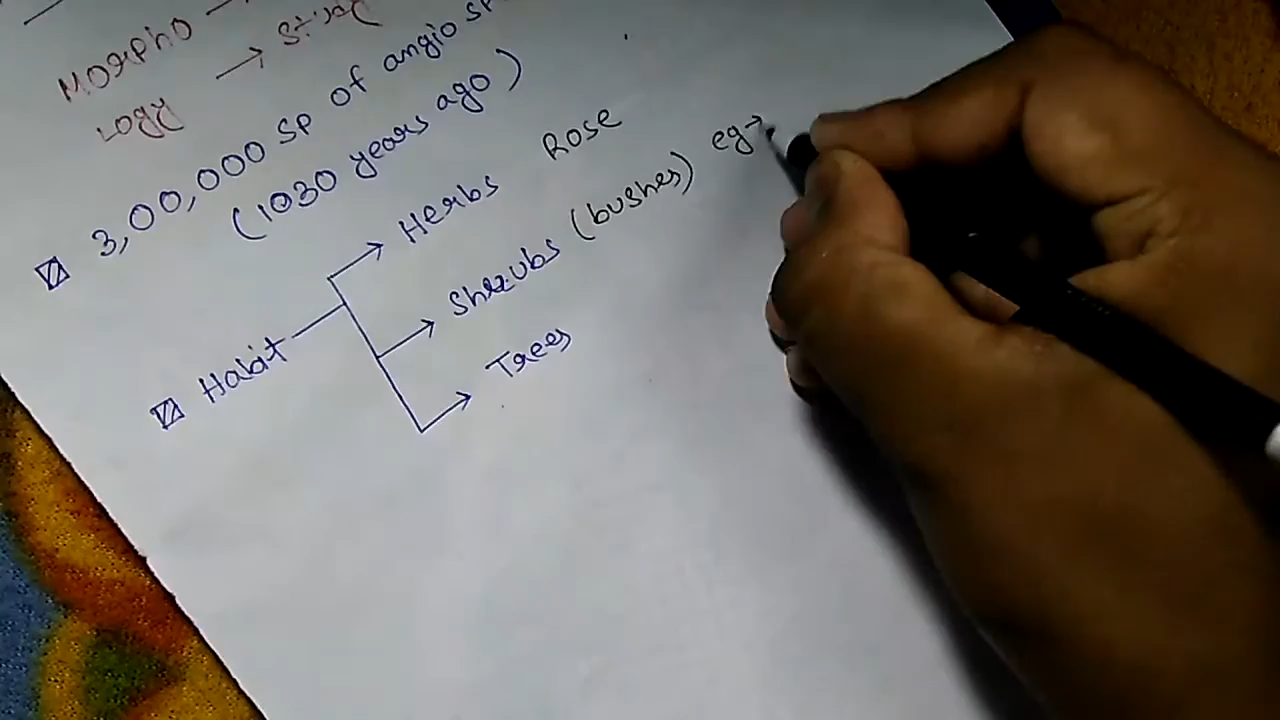 Morpho
logy →
3,00,000 sp of angio sp
(1030 years ago)
Herbs Rose
Habit → Shrubs (bushes) eg→
Trees